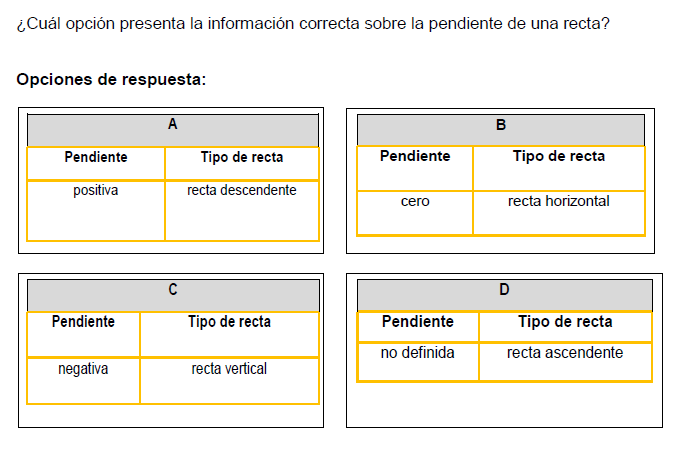 ¿Cuál opción presenta la información correcta sobre la pendiente de una recta?
Opciones de respuesta:
A
Pendiente Tipo de recta
positiva recta descendente
B
Pendiente Tipo de recta
cero recta horizontal
C
Pendiente Tipo de recta
negativa recta vertical
D
Pendiente Tipo de recta
no definida recta ascendente